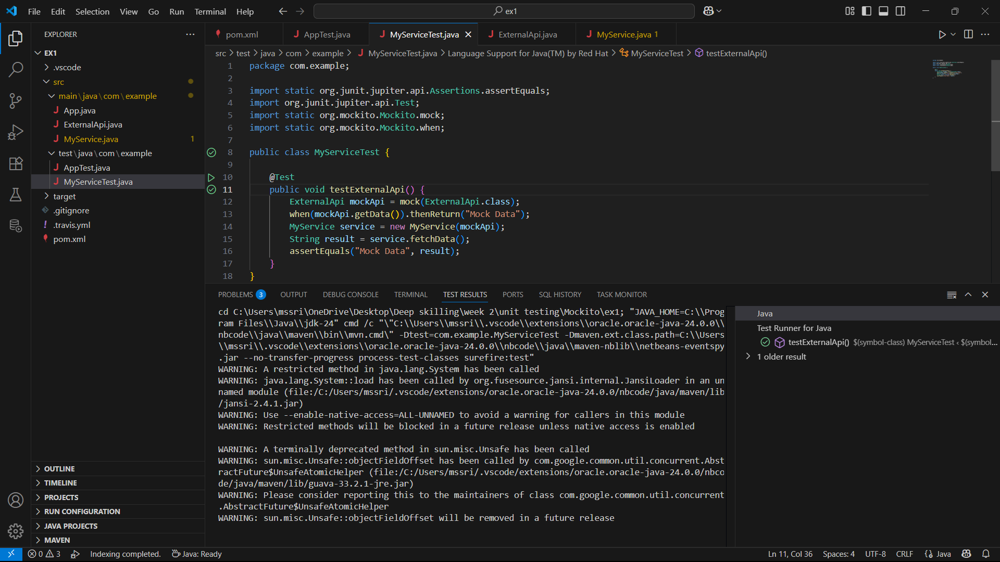 File Edit Selection View Go Run Terminal Help
ex1
EXPLORER
EX1
.vscode
src
main\java\com\example
App.java
ExternalApi.java
MyService.java 1
test\java\com\example
AppTest.java
MyServiceTest.java
target
.gitignore
.travis.yml
pom.xml
OUTLINE
TIMELINE
PROJECTS
RUN CONFIGURATION
JAVA PROJECTS
MAVEN
pom.xml AppTest.java MyServiceTest.java ExternalApi.java MyService.java 1
src > test > java > com > example > MyServiceTest.java > Language Support for Java(TM) by Red Hat > MyServiceTest > testExternalApi()
1 package com.example;
2
3 import static org.junit.jupiter.api.Assertions.assertEquals;
4 import org.junit.jupiter.api.Test;
5 import static org.mockito.Mockito.mock;
6 import static org.mockito.Mockito.when;
7
8 public class MyServiceTest {
9
10 @Test
11 public void testExternalApi() {
12 ExternalApi mockApi = mock(ExternalApi.class);
13 when(mockApi.getData()).thenReturn("Mock Data");
14 MyService service = new MyService(mockApi);
15 String result = service.fetchData();
16 assertEquals("Mock Data", result);
17 }
18 }
PROBLEMS 3 OUTPUT DEBUG CONSOLE TERMINAL TEST RESULTS PORTS SQL HISTORY TASK MONITOR
cd C:\Users\mssri\OneDrive\Desktop\Deep skilling\week 2\unit testing\Mockito\ex1; "JAVA_HOME=C:\\Prog
ram Files\\Java\\jdk-24" cmd /c "\"C:\\Users\\mssri\\.vscode\\extensions\\oracle.oracle-java-24.0.0\\
nbcode\\java\\maven\\bin\\mvn.cmd\" -Dtest=com.example.MyServiceTest -Dmaven.ext.class.path=C:\\Users
\\mssri\\.vscode\\extensions\\oracle.oracle-java-24.0.0\\nbcode\\java\\maven-nblib\\netbeans-eventspy
.jar --no-transfer-progress process-test-classes surefire:test"
WARNING: A restricted method in java.lang.System has been called
WARNING: java.lang.System::load has been called by org.fusesource.jansi.internal.JansiLoader in an un
named module (file:/C:/Users/mssri/.vscode/extensions/oracle.oracle-java-24.0.0/nbcode/java/maven/lib
/jansi-2.4.1.jar)
WARNING: Use --enable-native-access=ALL-UNNAMED to avoid a warning for callers in this module
WARNING: Restricted methods will be blocked in a future release unless native access is enabled
WARNING: A terminally deprecated method in sun.misc.Unsafe has been called
WARNING: sun.misc.Unsafe::objectFieldOffset has been called by com.google.common.util.concurrent.Abst
ractFuture$UnsafeAtomicHelper (file:/C:/Users/mssri/.vscode/extensions/oracle.oracle-java-24.0.0/nbco
de/java/maven/lib/guava-33.2.1-jre.jar)
WARNING: Please consider reporting this to the maintainers of class com.google.common.util.concurrent
.AbstractFuture$UnsafeAtomicHelper
WARNING: sun.misc.Unsafe::objectFieldOffset will be removed in a future release
Java
Test Runner for Java
testExternalApi() $(symbol-class) MyServiceTest ‹ $(symbol...
1 older result
0 3 Indexing completed. Java: Ready Ln 11, Col 36 Spaces: 4 UTF-8 CRLF Java